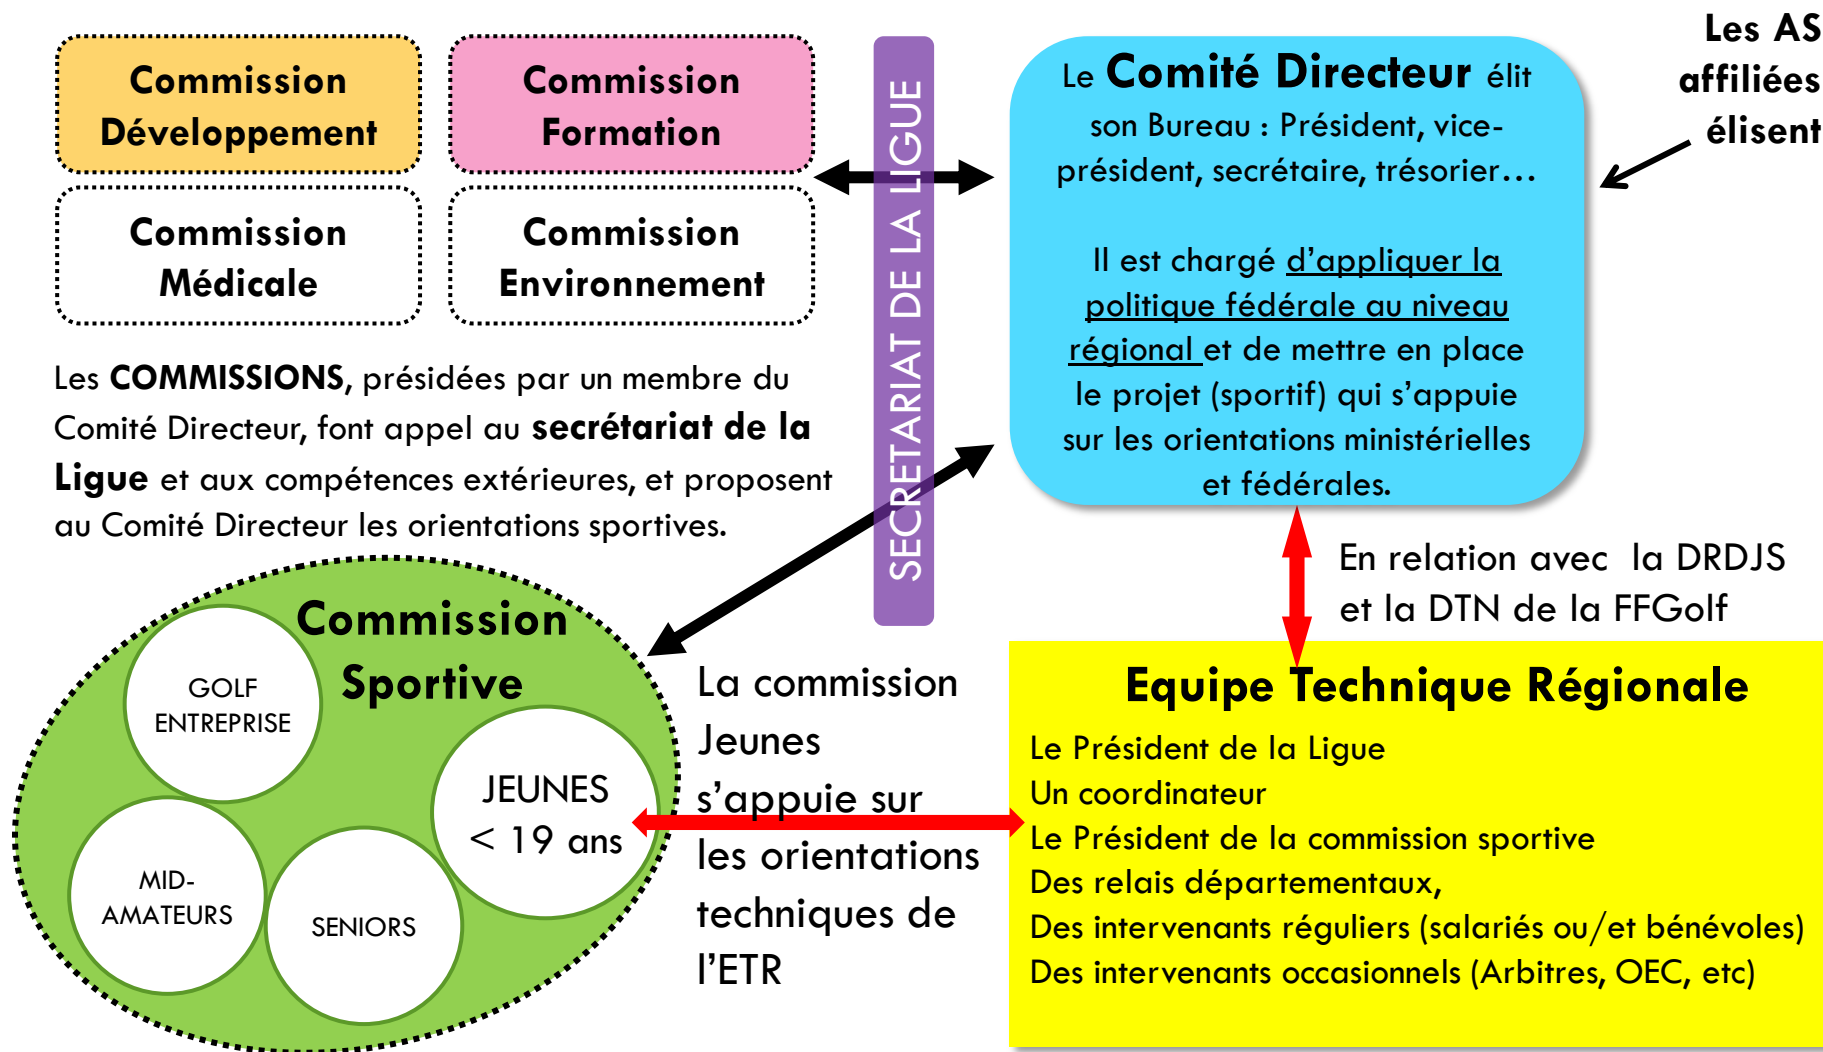 Commission
Développement
Commission
Formation
Commission
Médicale
Commission
Environnement
Les COMMISSIONS, présidées par un membre du
Comité Directeur, font appel au secrétariat de la
Ligue et aux compétences extérieures, et proposent
au Comité Directeur les orientations sportives.
SECRETARIAT DE LA LIGUE
Le Comité Directeur élit
son Bureau : Président, vice-
président, secrétaire, trésorier…
Il est chargé d’appliquer la
politique fédérale au niveau
régional et de mettre en place
le projet (sportif) qui s’appuie
sur les orientations ministérielles
et fédérales.
Les AS
affiliées
élisent
En relation avec la DRDJS
et la DTN de la FFGolf
Commission
Sportive
GOLF
ENTREPRISE
JEUNES
< 19 ans
MID-
AMATEURS
SENIORS
La commission
Jeunes
s’appuie sur
les orientations
techniques de
l’ETR
Equipe Technique Régionale
Le Président de la Ligue
Un coordinateur
Le Président de la commission sportive
Des relais départementaux,
Des intervenants réguliers (salariés ou/et bénévoles)
Des intervenants occasionnels (Arbitres, OEC, etc)